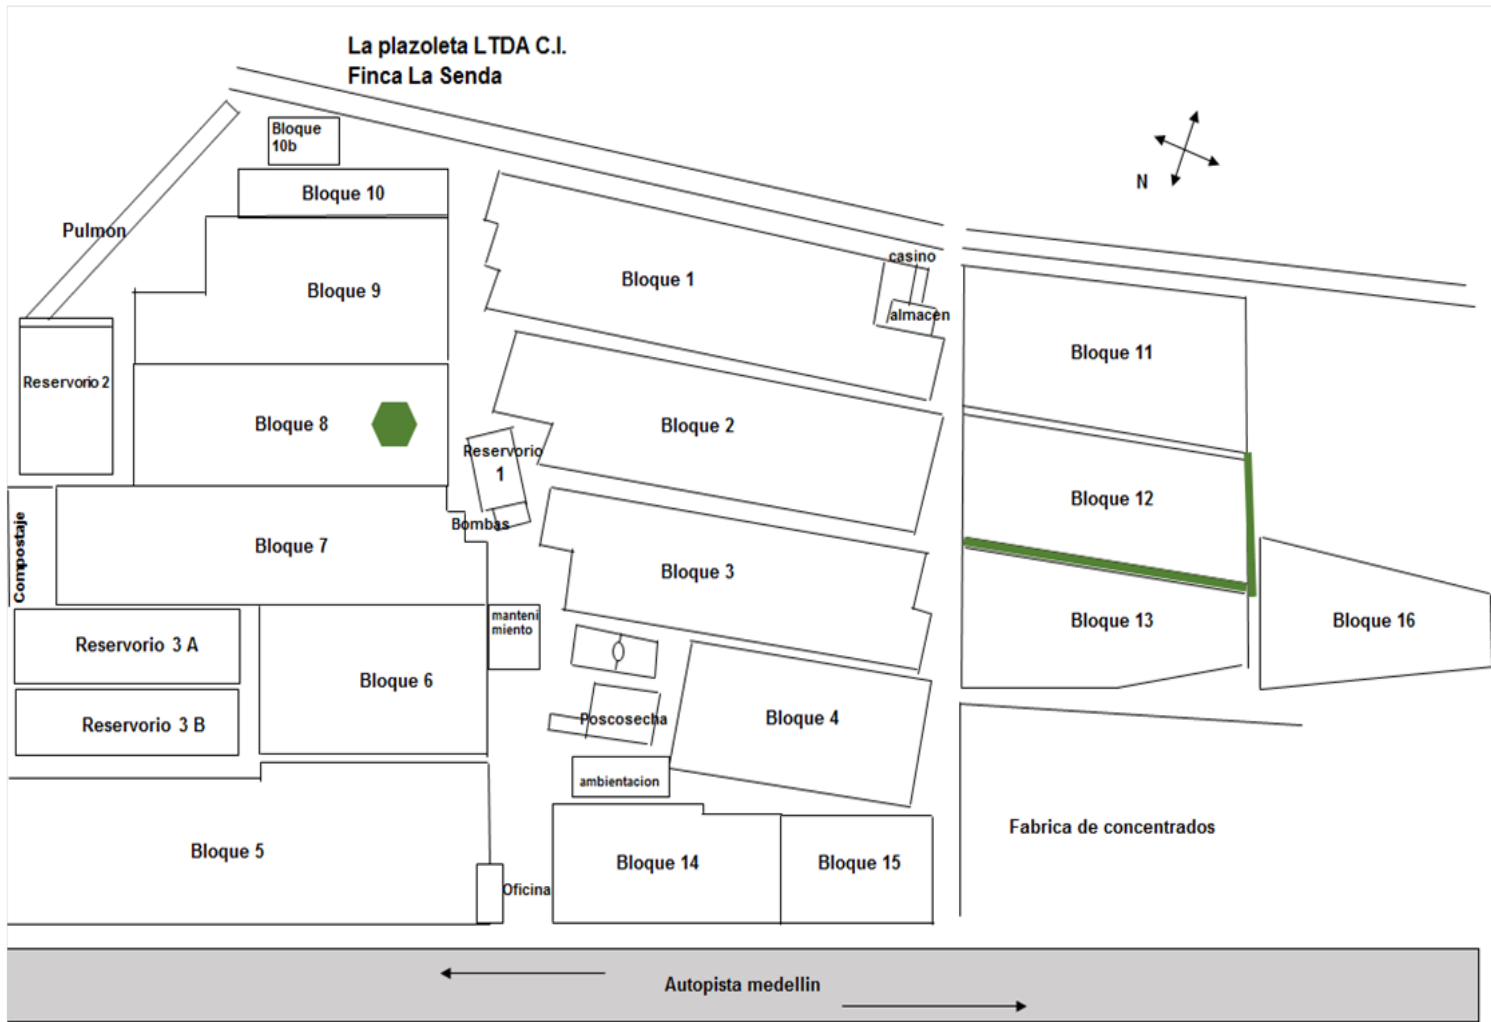 La plazoleta LTDA C.I.
Finca La Senda
Bloque
10b
Bloque 10
N
Pulmon
casino
Bloque 1
Bloque 9
almacen
Bloque 11
Reservorio 2
Bloque 8
Bloque 2
Reservorio
1
Bloque 12
Bombas
Compostaje
Bloque 7
Bloque 3
manteni
miento
Bloque 13
Bloque 16
Reservorio 3 A
Bloque 6
Reservorio 3 B
Poscosecha
Bloque 4
ambientacion
Fabrica de concentrados
Bloque 5
Bloque 14
Bloque 15
Oficina
Autopista medellin